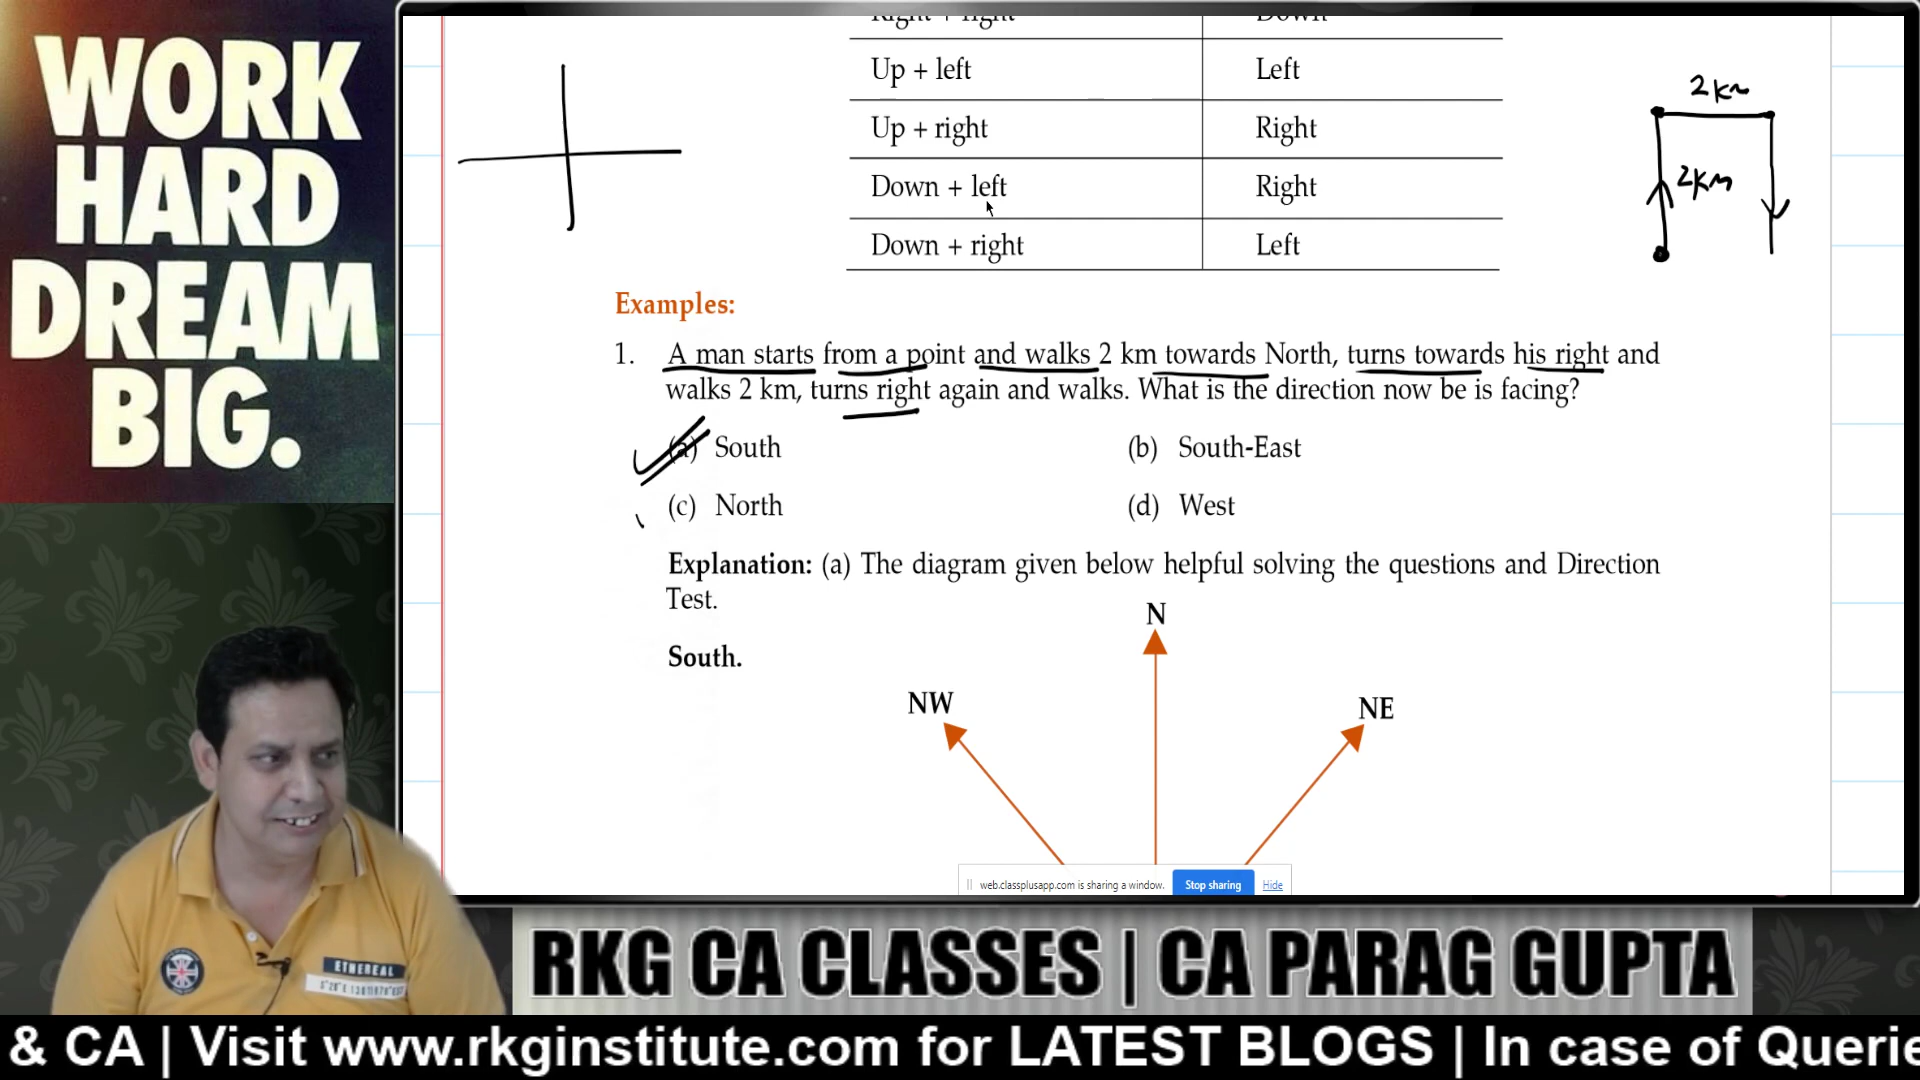 WORK
HARD
DREAM
BIG.
Right + right Down
Up + left Left
Up + right Right
Down + left Right
Down + right Left
2km
2km
Examples:
1. A man starts from a point and walks 2 km towards North, turns towards his right and
walks 2 km, turns right again and walks. What is the direction now be is facing?
(a) South (b) South-East
(c) North (d) West
Explanation: (a) The diagram given below helpful solving the questions and Direction
Test.
South.
N
NW
NE
web.classplusapp.com is sharing a window. Stop sharing Hide
ETHEREAL
RKG CA CLASSES | CA PARAG GUPTA
& CA | Visit www.rkginstitute.com for LATEST BLOGS | In case of Querie